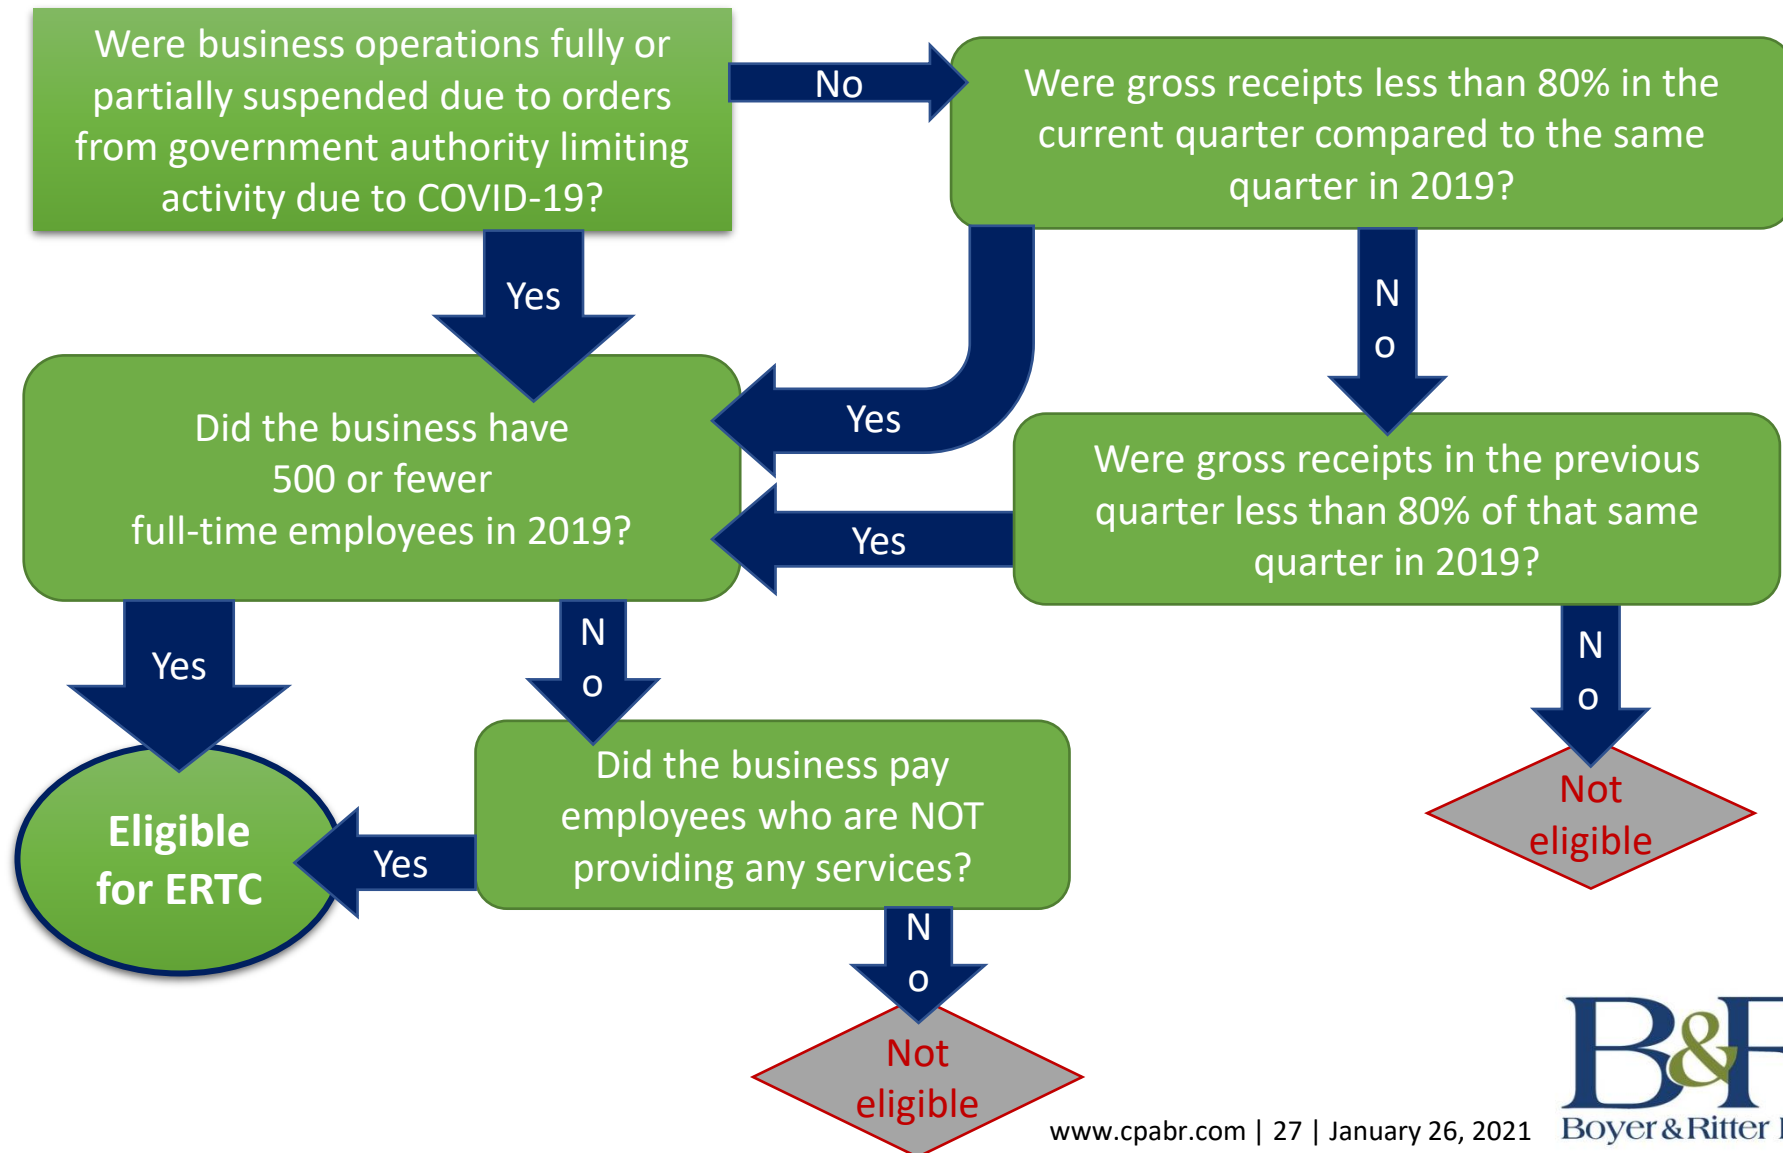 Were business operations fully or
partially suspended due to orders
from government authority limiting
activity due to COVID-19?
No
Were gross receipts less than 80% in the
current quarter compared to the same
quarter in 2019?
Yes
N
o
Did the business have
500 or fewer
full-time employees in 2019?
Yes
Were gross receipts in the previous
quarter less than 80% of that same
quarter in 2019?
Yes
Yes
N
o
N
o
Eligible
for ERTC
Yes
Did the business pay
employees who are NOT
providing any services?
Not
eligible
N
o
Not
eligible
www.cpabr.com | 27 | January 26, 2021
B&R
Boyer & Ritter